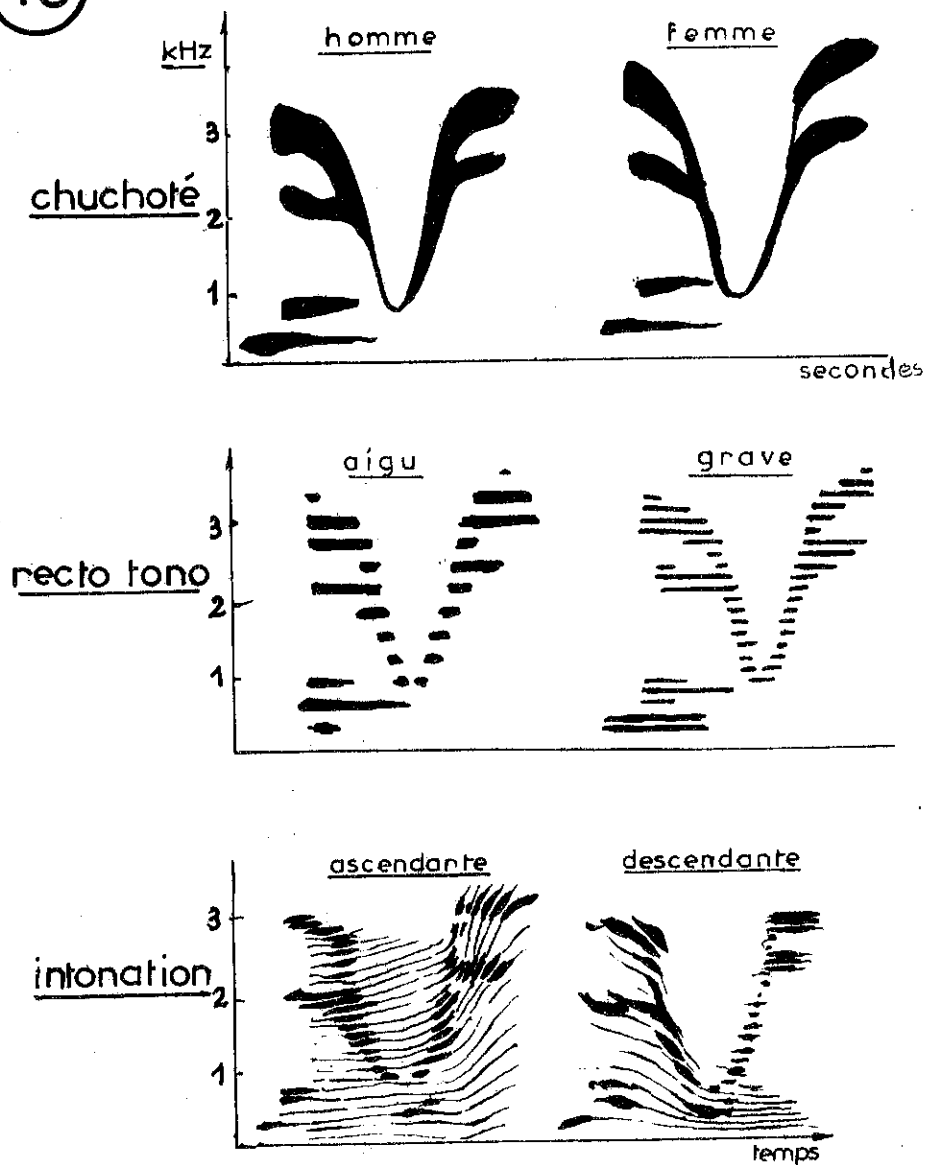 homme
femme
kHz
3
chuchoté
2
1
secondes
aigu
grave
3
recto tono
2
1
ascendante
descendante
3
intonation
2
1
temps